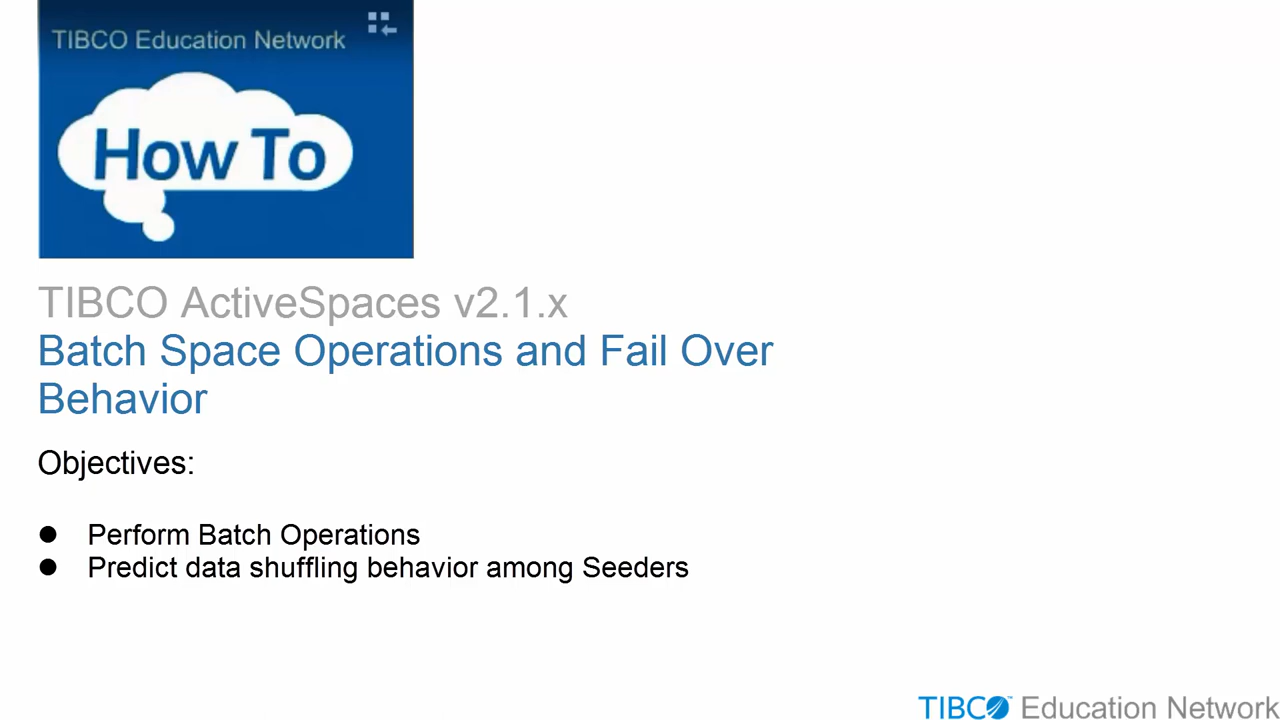 TIBCO Education Network
How To
TIBCO ActiveSpaces v2.1.x
Batch Space Operations and Fail Over
Behavior
Objectives:
● Perform Batch Operations
● Predict data shuffling behavior among Seeders
TIBCO™ Education Network